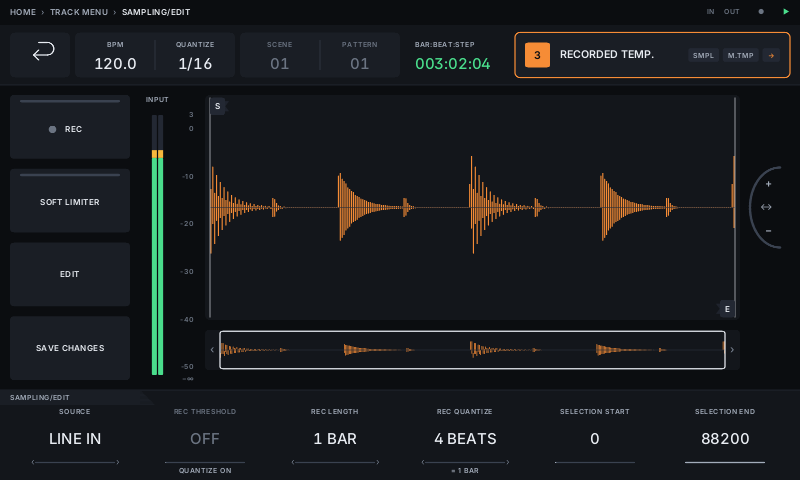 HOME › TRACK MENU › SAMPLING/EDIT
IN OUT
BPM
120.0
QUANTIZE
1/16
SCENE
01
PATTERN
01
BAR:BEAT:STEP
003:02:04
3
RECORDED TEMP.
SMPL M.TMP →
REC
SOFT LIMITER
EDIT
SAVE CHANGES
INPUT
3
0
-10
-20
-30
-40
-50
-∞
S
E
+
↔
−
SAMPLING/EDIT
SOURCE
LINE IN
REC THRESHOLD
OFF
QUANTIZE ON
REC LENGTH
1 BAR
REC QUANTIZE
4 BEATS
= 1 BAR
SELECTION START
0
SELECTION END
88200